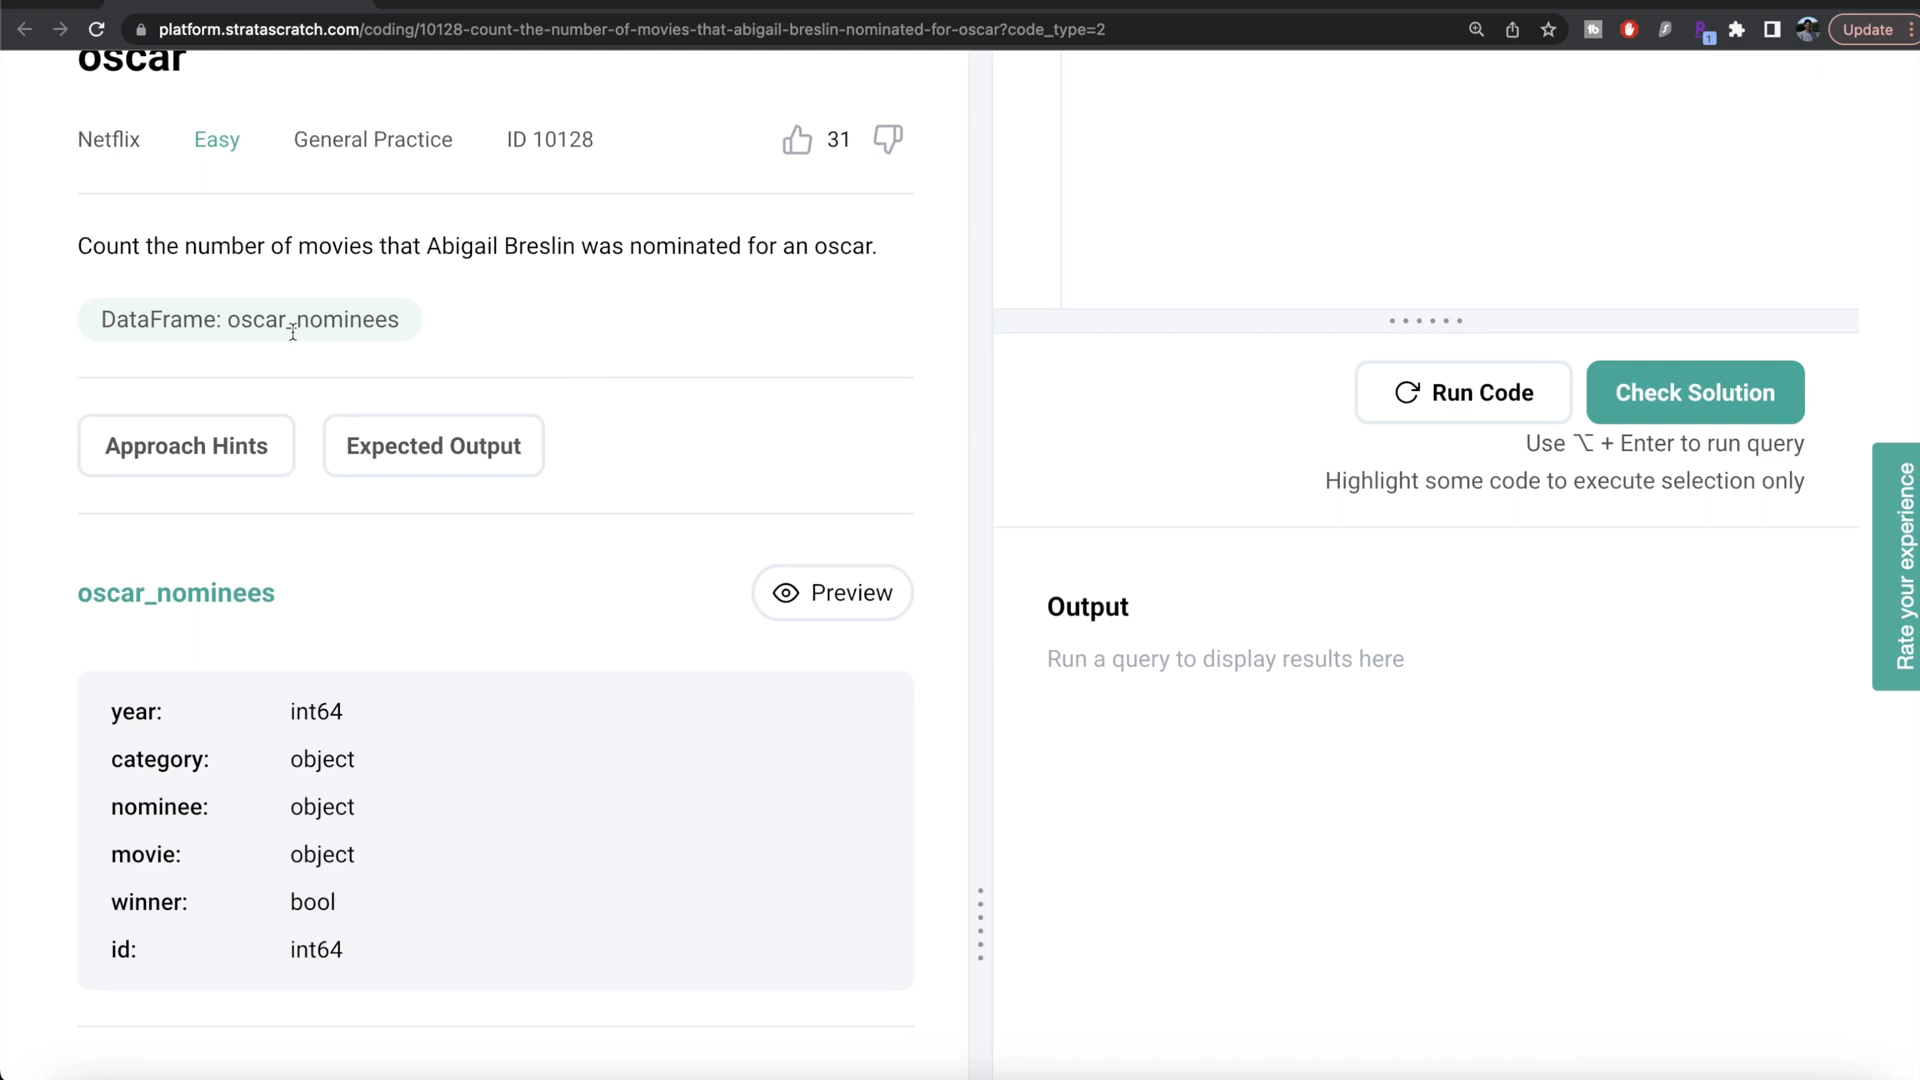 platform.stratascratch.com/coding/10128-count-the-number-of-movies-that-abigail-breslin-nominated-for-oscar?code_type=2
tb
1
Update
oscar
Netflix
Easy
General Practice
ID 10128
31
Count the number of movies that Abigail Breslin was nominated for an oscar.
DataFrame: oscar_nominees
Approach Hints
Expected Output
oscar_nominees
Preview
year: int64
category: object
nominee: object
movie: object
winner: bool
id: int64
Run Code
Check Solution
Use ⌥ + Enter to run query
Highlight some code to execute selection only
Output
Run a query to display results here
Rate your experience